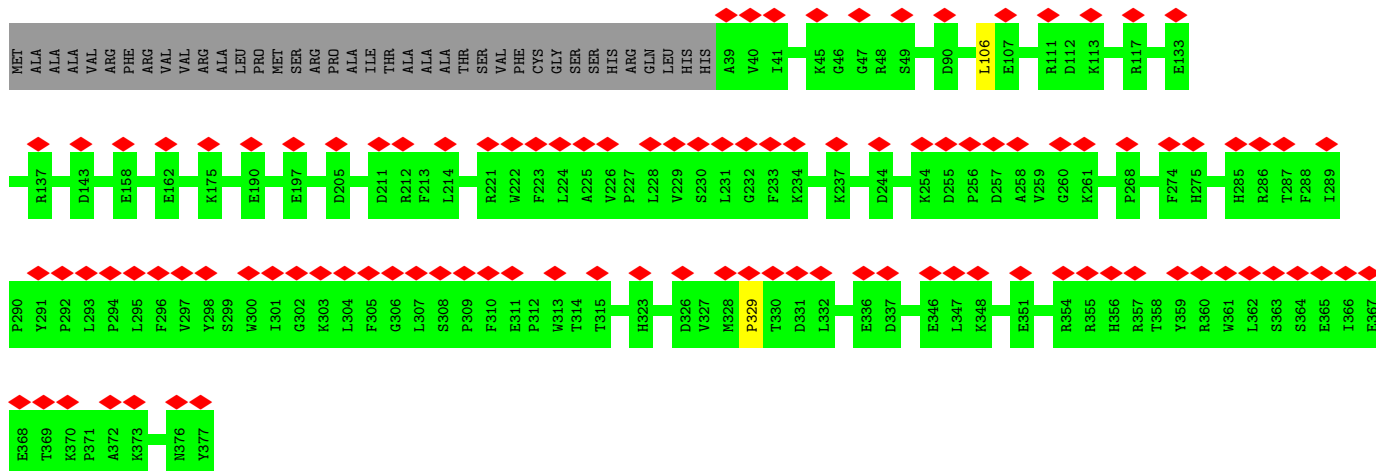 MET ALA ALA ALA VAL ARG PHE ARG VAL VAL ARG ALA LEU PRO MET SER ARG PRO ALA ILE THR ALA ALA ALA THR SER VAL PHE CYS GLY SER SER HIS ARG GLN LEU HIS HIS A39 V40 I41 K45 G46 G47 R48 S49 D90 L106 E107 R111 D112 K113 R117 E133
R137 D143 E158 E162 K175 E190 E197 D205 D211 R212 F213 L214 R221 W222 F223 L224 A225 V226 P227 L228 V229 S230 L231 G232 F233 K234 K237 D244 K254 D255 P256 D257 A258 V259 G260 K261 P268 F274 H275 H285 R286 T287 F288 I289
P290 Y291 P292 L293 P294 L295 F296 V297 Y298 S299 W300 I301 G302 K303 L304 F305 G306 L307 S308 P309 F310 E311 P312 W313 T314 T315 H323 D326 V327 M328 P329 T330 D331 L332 E336 D337 E346 L347 K348 E351 R354 R355 H356 R357 T358 Y359 R360 W361 L362 S363 S364 E365 I366 E367
E368 T369 K370 P371 A372 K373 N376 Y377